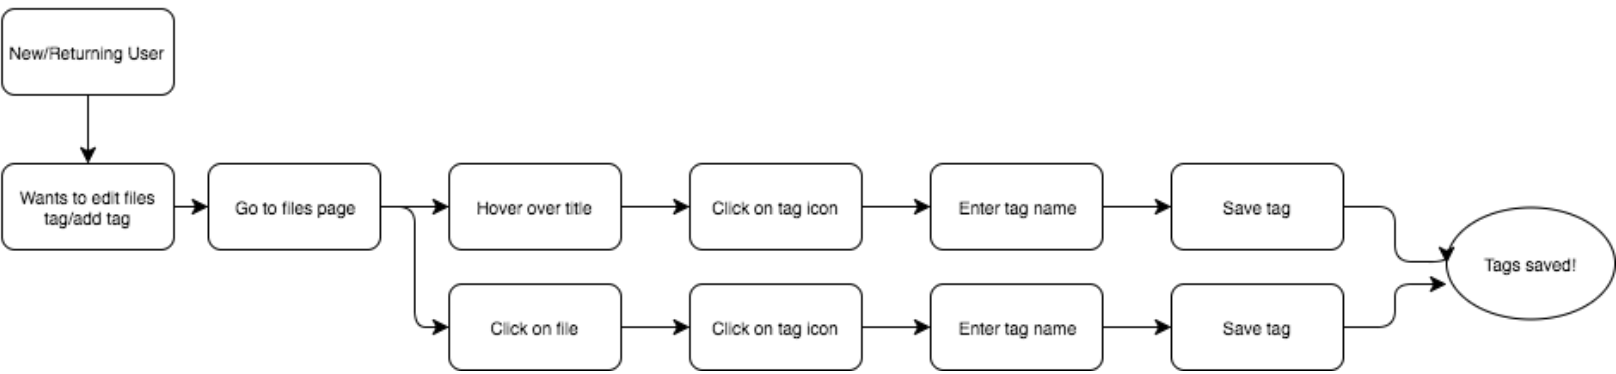 New/Returning User
Wants to edit files
tag/add tag
Go to files page
Hover over title
Click on tag icon
Enter tag name
Save tag
Tags saved!
Click on file
Click on tag icon
Enter tag name
Save tag